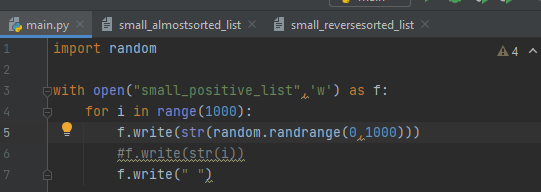 main
main.py × small_almostsorted_list × small_reversesorted_list ×
1 import random 4
2
3 with open("small_positive_list",'w') as f:
4 for i in range(1000):
5 f.write(str(random.randrange(0,1000)))
6 #f.write(str(i))
7 f.write(" ")